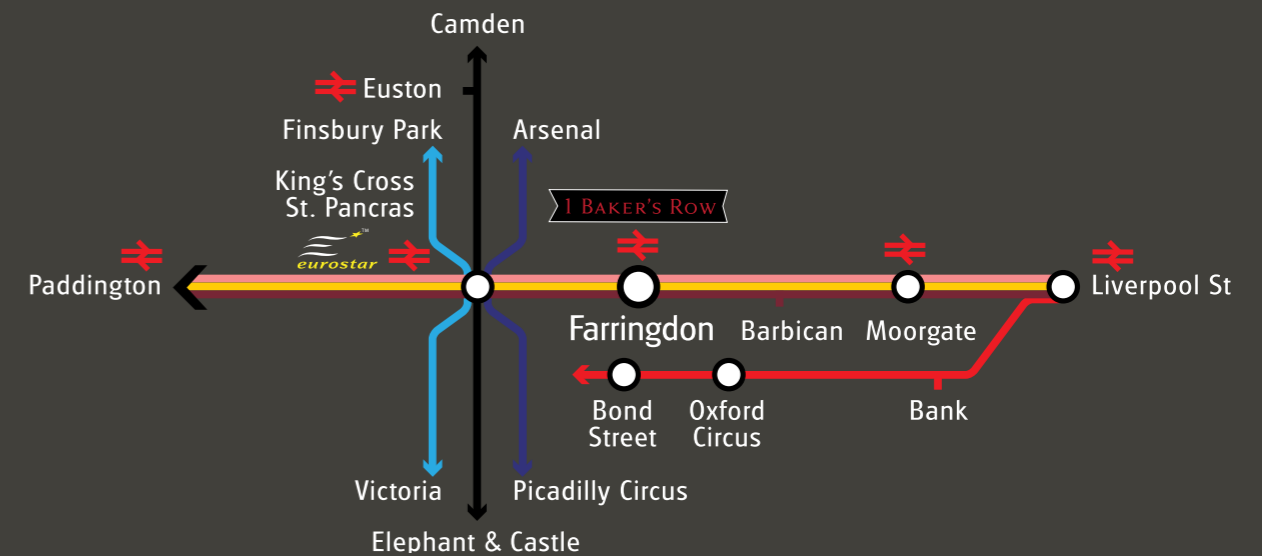 Camden
Euston
Finsbury Park
Arsenal
King's Cross
St. Pancras
1 BAKER'S ROW
TM
eurostar
Paddington
Liverpool St
Farringdon
Barbican
Moorgate
Bond
Street
Oxford
Circus
Bank
Victoria
Picadilly Circus
Elephant & Castle